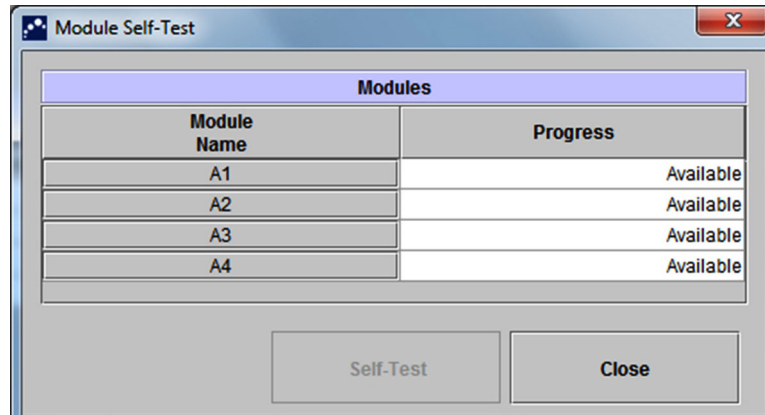 Module Self-Test
Modules
Module
Name
Progress
A1 Available
A2 Available
A3 Available
A4 Available
Self-Test Close